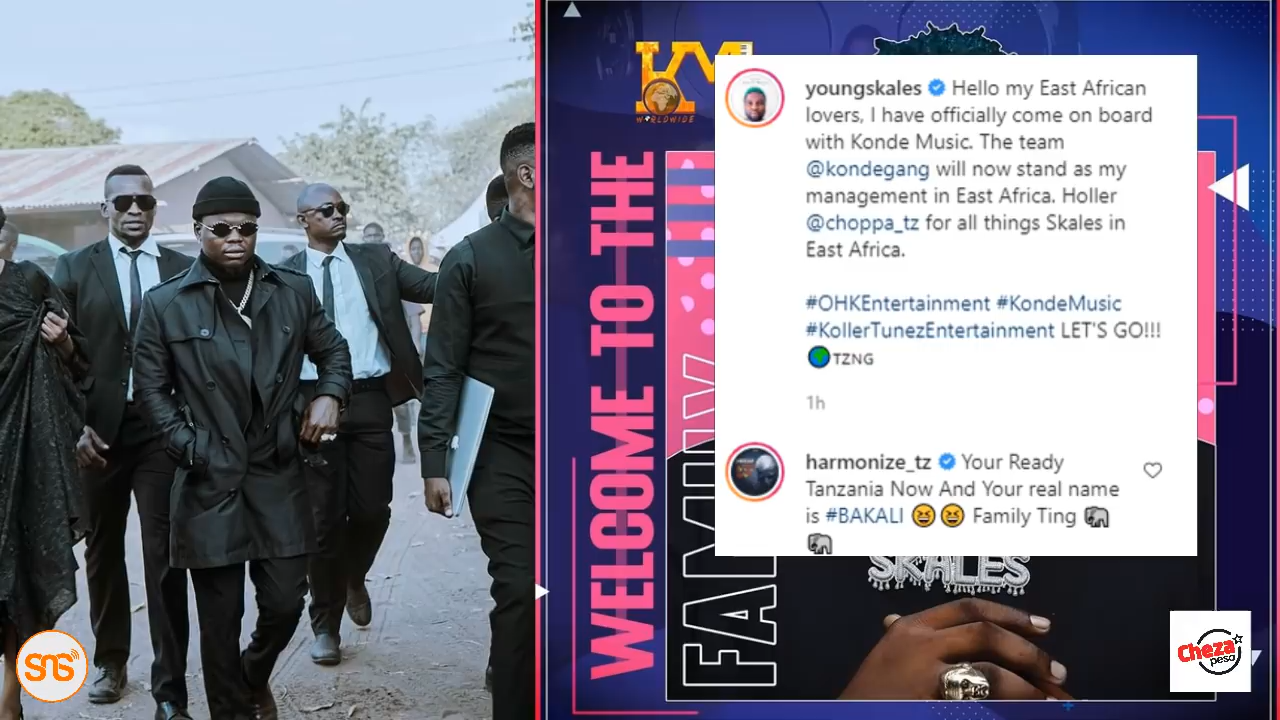 SNS
KM
WORLDWIDE
WELCOME TO THE
FAMILY
youngskales Hello my East African
lovers, I have officially come on board
with Konde Music. The team
@kondegang will now stand as my
management in East Africa. Holler
@choppa_tz for all things Skales in
East Africa.
#OHKEntertainment #KondeMusic
#KollerTunezEntertainment LET'S GO!!!
TZNG
1h
harmonize_tz Your Ready
Tanzania Now And Your real name
is #BAKALI 😆😆 Family Ting 🐘
🐘
SKALES
Cheza
pesa